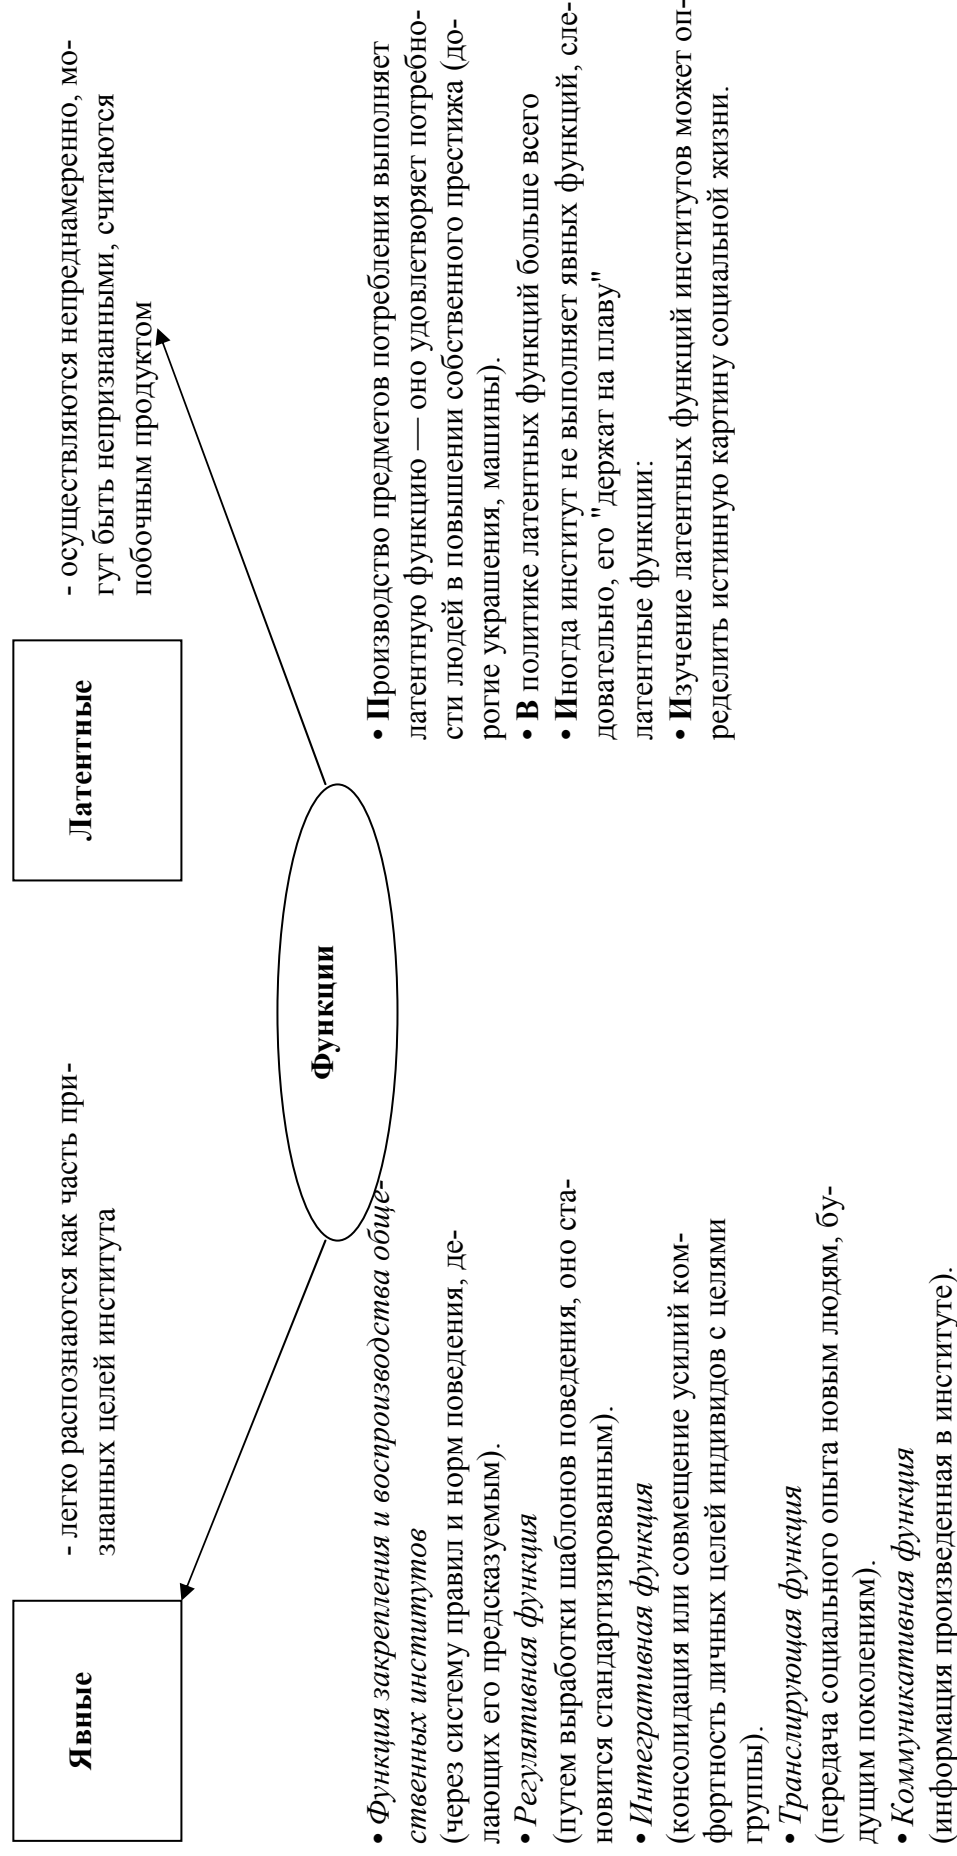 Явные
- легко распознаются как часть при-
знанных целей института
Латентные
- осуществляются непреднамеренно, мо-
гут быть непризнанными, считаются
побочным продуктом
Функции
• Функция закрепления и воспроизводства обще-
ственных институтов
(через систему правил и норм поведения, де-
лающих его предсказуемым).
• Регулятивная функция
(путем выработки шаблонов поведения, оно ста-
новится стандартизированным).
• Интегративная функция
(консолидация или совмещение усилий ком-
фортность личных целей индивидов с целями
группы).
• Транслирующая функция
(передача социального опыта новым людям, бу-
дущим поколениям).
• Коммуникативная функция
(информация произведенная в институте).
• Производство предметов потребления выполняет
латентную функцию — оно удовлетворяет потребно-
сти людей в повышении собственного престижа (до-
рогие украшения, машины).
• В политике латентных функций больше всего
• Иногда институт не выполняет явных функций, сле-
довательно, его "держат на плаву"
латентные функции:
• Изучение латентных функций институтов может оп-
ределить истинную картину социальной жизни.